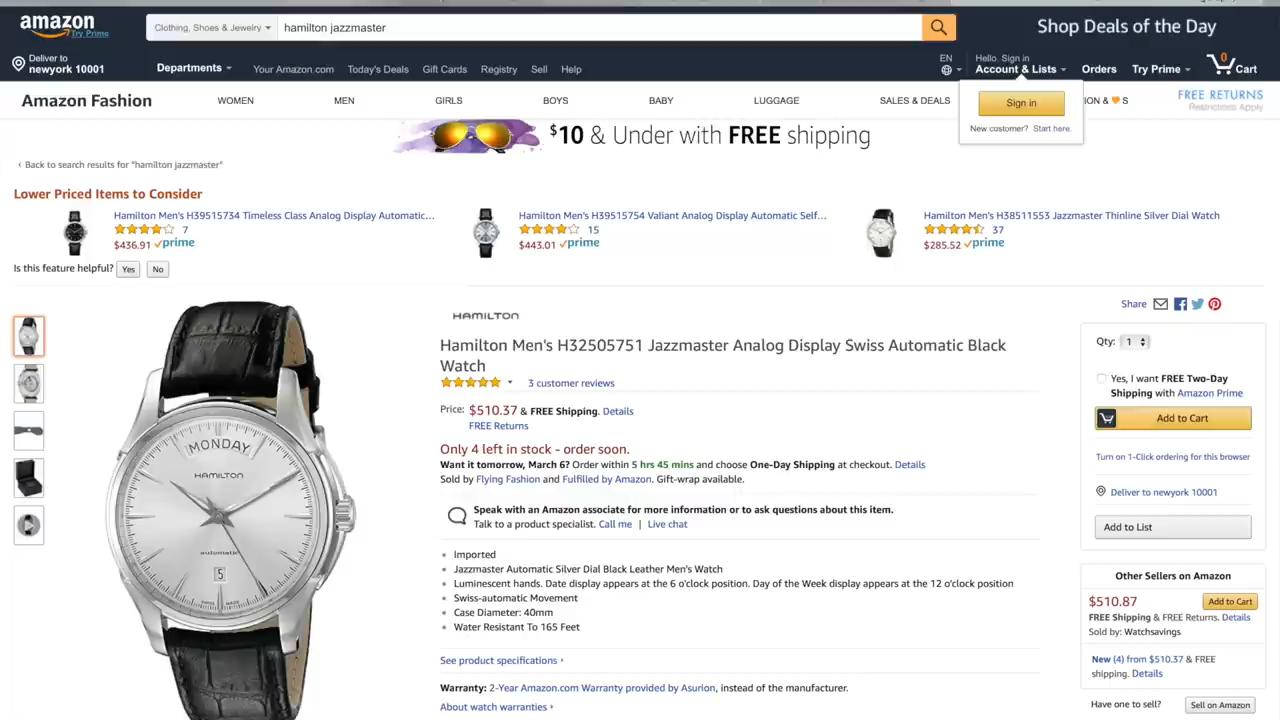 amazon
Try Prime
Clothing, Shoes & Jewelry
hamilton jazzmaster
Shop Deals of the Day
Deliver to
newyork 10001
Departments
Your Amazon.com
Today's Deals
Gift Cards
Registry
Sell
Help
EN
Hello. Sign in
Account & Lists
Orders
Try Prime
0
Cart
Amazon Fashion
WOMEN
MEN
GIRLS
BOYS
BABY
LUGGAGE
SALES & DEALS
ION & 🧡 S
FREE RETURNS
Restrictions Apply
Sign in
New customer? Start here.
$10 & Under with FREE shipping
‹ Back to search results for "hamilton jazzmaster"
Lower Priced Items to Consider
Hamilton Men's H39515734 Timeless Class Analog Display Automatic...
7
$436.91 prime
Hamilton Men's H39515754 Valiant Analog Display Automatic Self...
15
$443.01 prime
Hamilton Men's H38511553 Jazzmaster Thinline Silver Dial Watch
37
$285.52 prime
Is this feature helpful? Yes No
Share
HAMILTON
Hamilton Men's H32505751 Jazzmaster Analog Display Swiss Automatic Black
Watch
3 customer reviews
Price: $510.37 & FREE Shipping. Details
FREE Returns
Only 4 left in stock - order soon.
Want it tomorrow, March 6? Order within 5 hrs 45 mins and choose One-Day Shipping at checkout. Details
Sold by Flying Fashion and Fulfilled by Amazon. Gift-wrap available.
Speak with an Amazon associate for more information or to ask questions about this item.
Talk to a product specialist. Call me | Live chat
• Imported
• Jazzmaster Automatic Silver Dial Black Leather Men's Watch
• Luminescent hands. Date display appears at the 6 o'clock position. Day of the Week display appears at the 12 o'clock position
• Swiss-automatic Movement
• Case Diameter: 40mm
• Water Resistant To 165 Feet
See product specifications ›
Warranty: 2-Year Amazon.com Warranty provided by Asurion, instead of the manufacturer.
About watch warranties ›
MONDAY
HAMILTON
automatic
5
SWISS MADE
Qty: 1
Yes, I want FREE Two-Day
Shipping with Amazon Prime
Add to Cart
Turn on 1-Click ordering for this browser
Deliver to newyork 10001
Add to List
Other Sellers on Amazon
$510.87
Add to Cart
FREE Shipping & FREE Returns. Details
Sold by: Watchsavings
New (4) from $510.37 & FREE
shipping. Details
Have one to sell?
Sell on Amazon